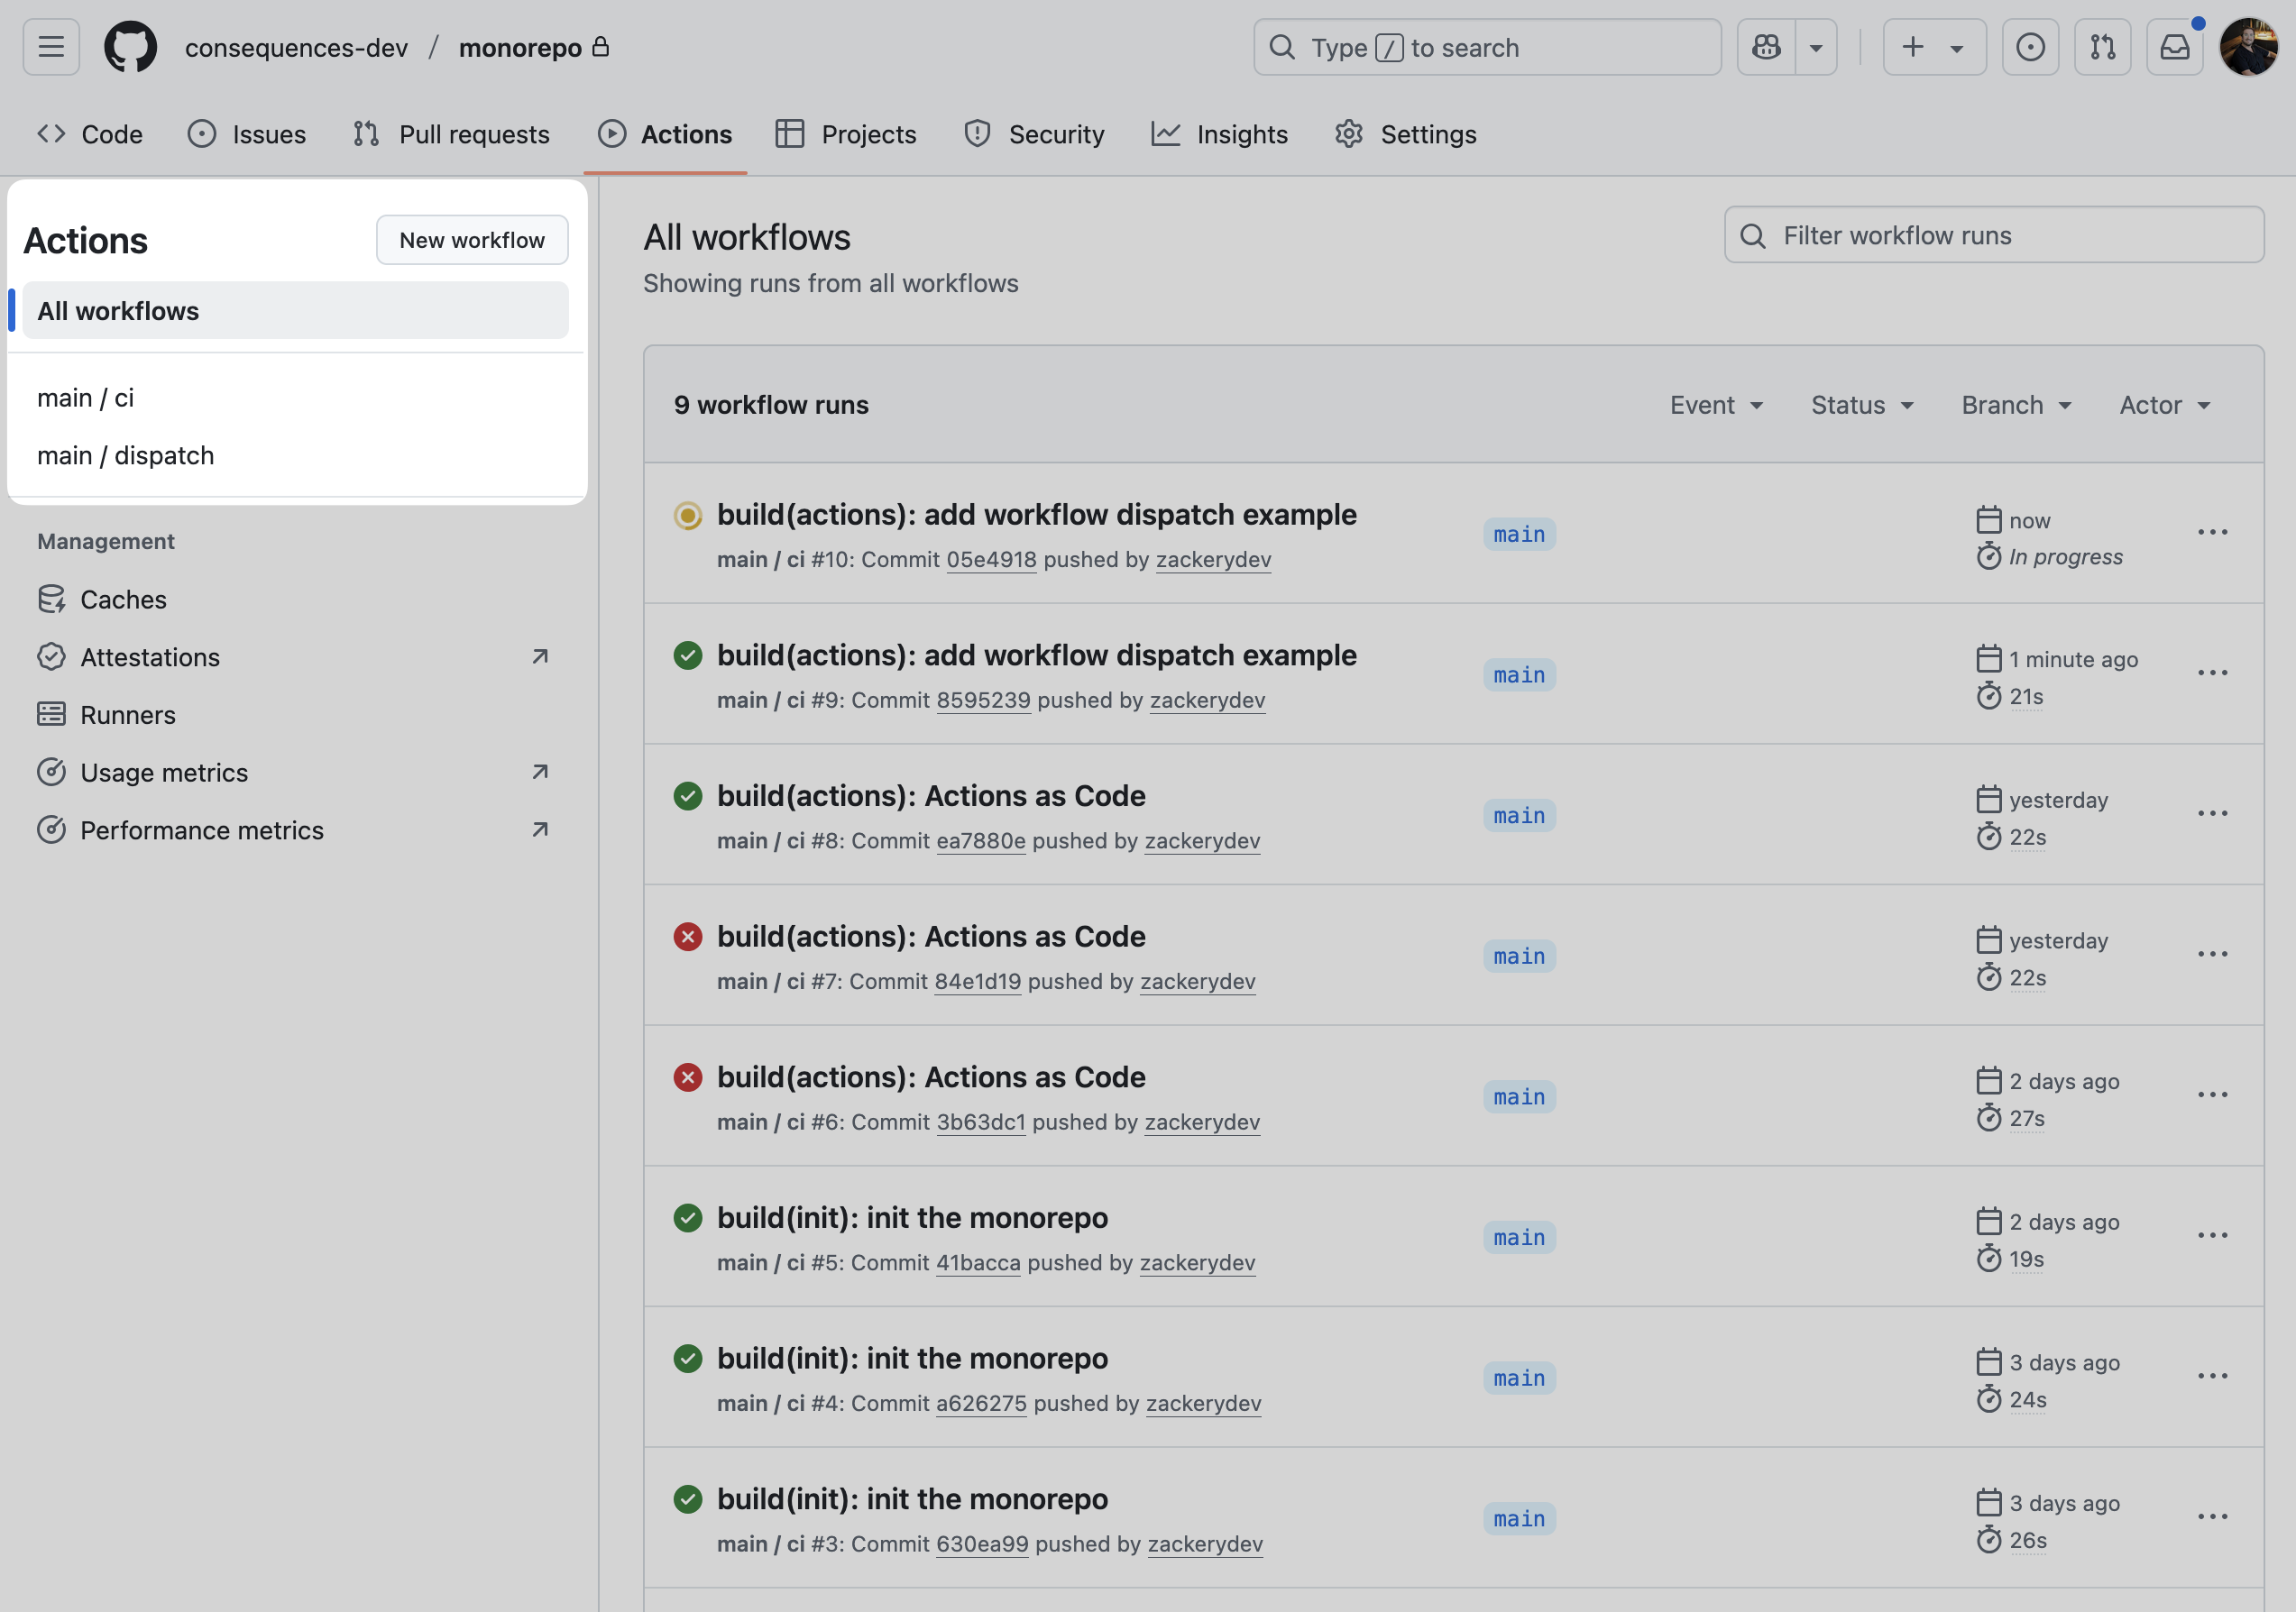 consequences-dev / monorepo
Type / to search
Code
Issues
Pull requests
Actions
Projects
Security
Insights
Settings
Actions
New workflow
All workflows
main / ci
main / dispatch
Management
Caches
Attestations
Runners
Usage metrics
Performance metrics
All workflows
Showing runs from all workflows
Filter workflow runs
9 workflow runs
Event
Status
Branch
Actor
build(actions): add workflow dispatch example
main / ci #10: Commit 05e4918 pushed by zackerydev
main
now
In progress
build(actions): add workflow dispatch example
main / ci #9: Commit 8595239 pushed by zackerydev
main
1 minute ago
21s
build(actions): Actions as Code
main / ci #8: Commit ea7880e pushed by zackerydev
main
yesterday
22s
build(actions): Actions as Code
main / ci #7: Commit 84e1d19 pushed by zackerydev
main
yesterday
22s
build(actions): Actions as Code
main / ci #6: Commit 3b63dc1 pushed by zackerydev
main
2 days ago
27s
build(init): init the monorepo
main / ci #5: Commit 41bacca pushed by zackerydev
main
2 days ago
19s
build(init): init the monorepo
main / ci #4: Commit a626275 pushed by zackerydev
main
3 days ago
24s
build(init): init the monorepo
main / ci #3: Commit 630ea99 pushed by zackerydev
main
3 days ago
26s